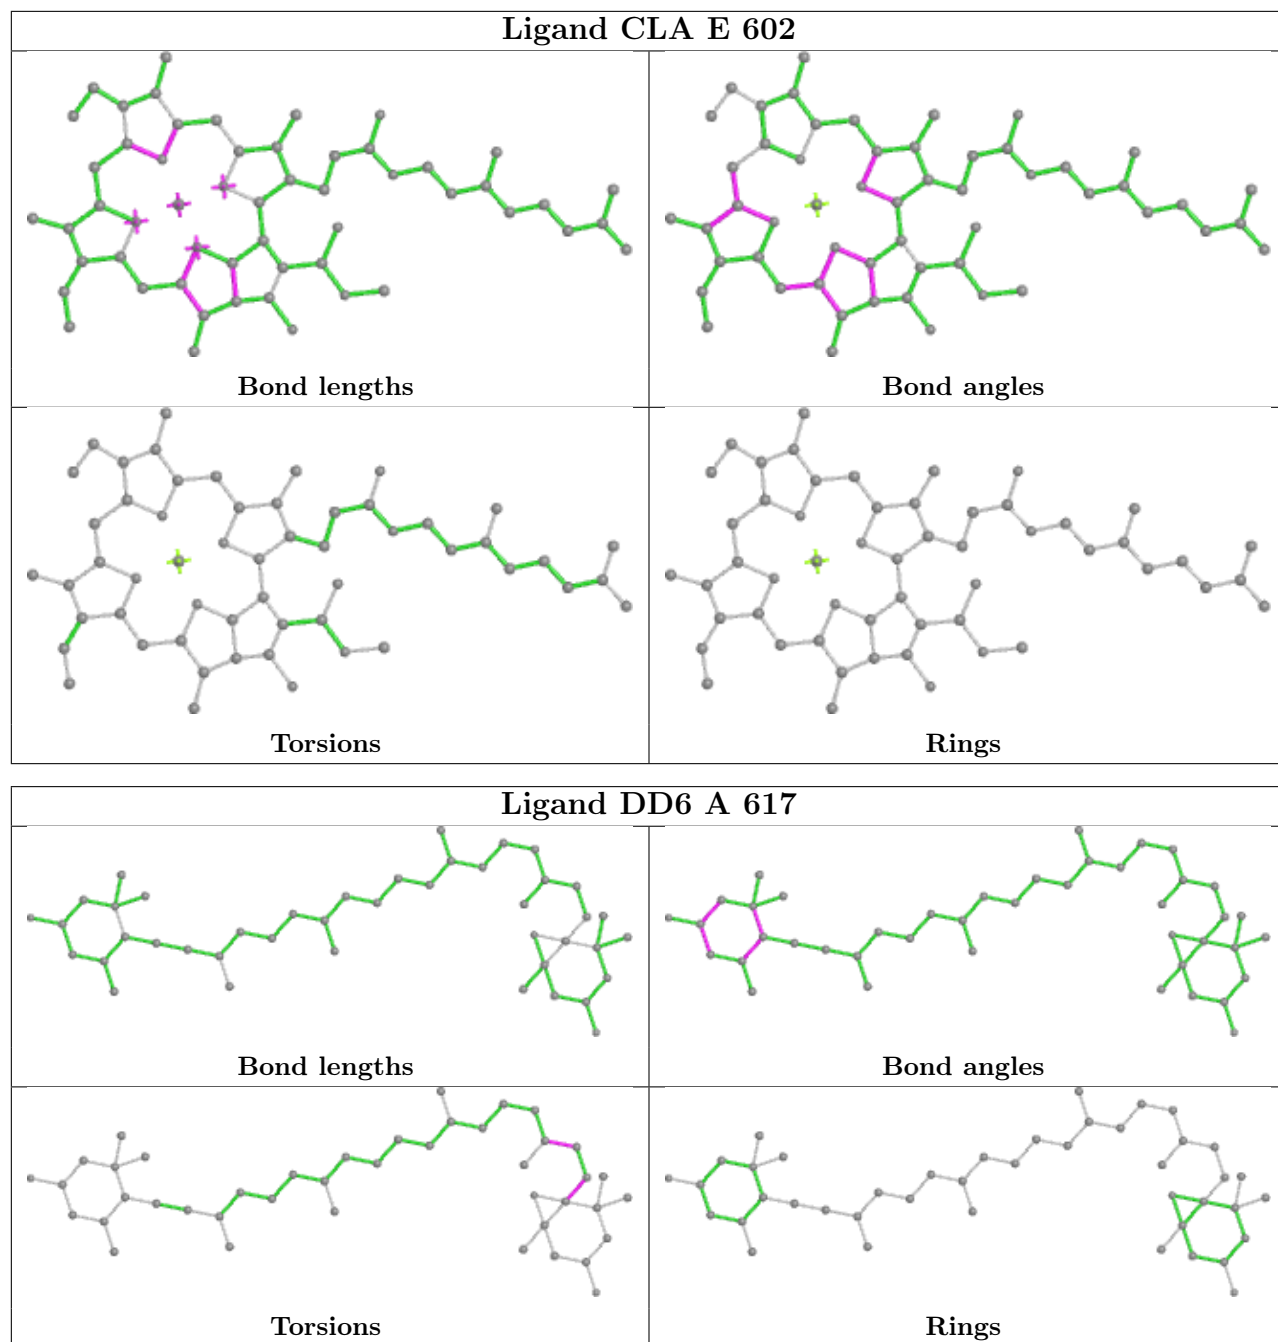 Ligand CLA E 602
Bond lengths
Bond angles
Torsions
Rings
Ligand DD6 A 617
Bond lengths
Bond angles
Torsions
Rings